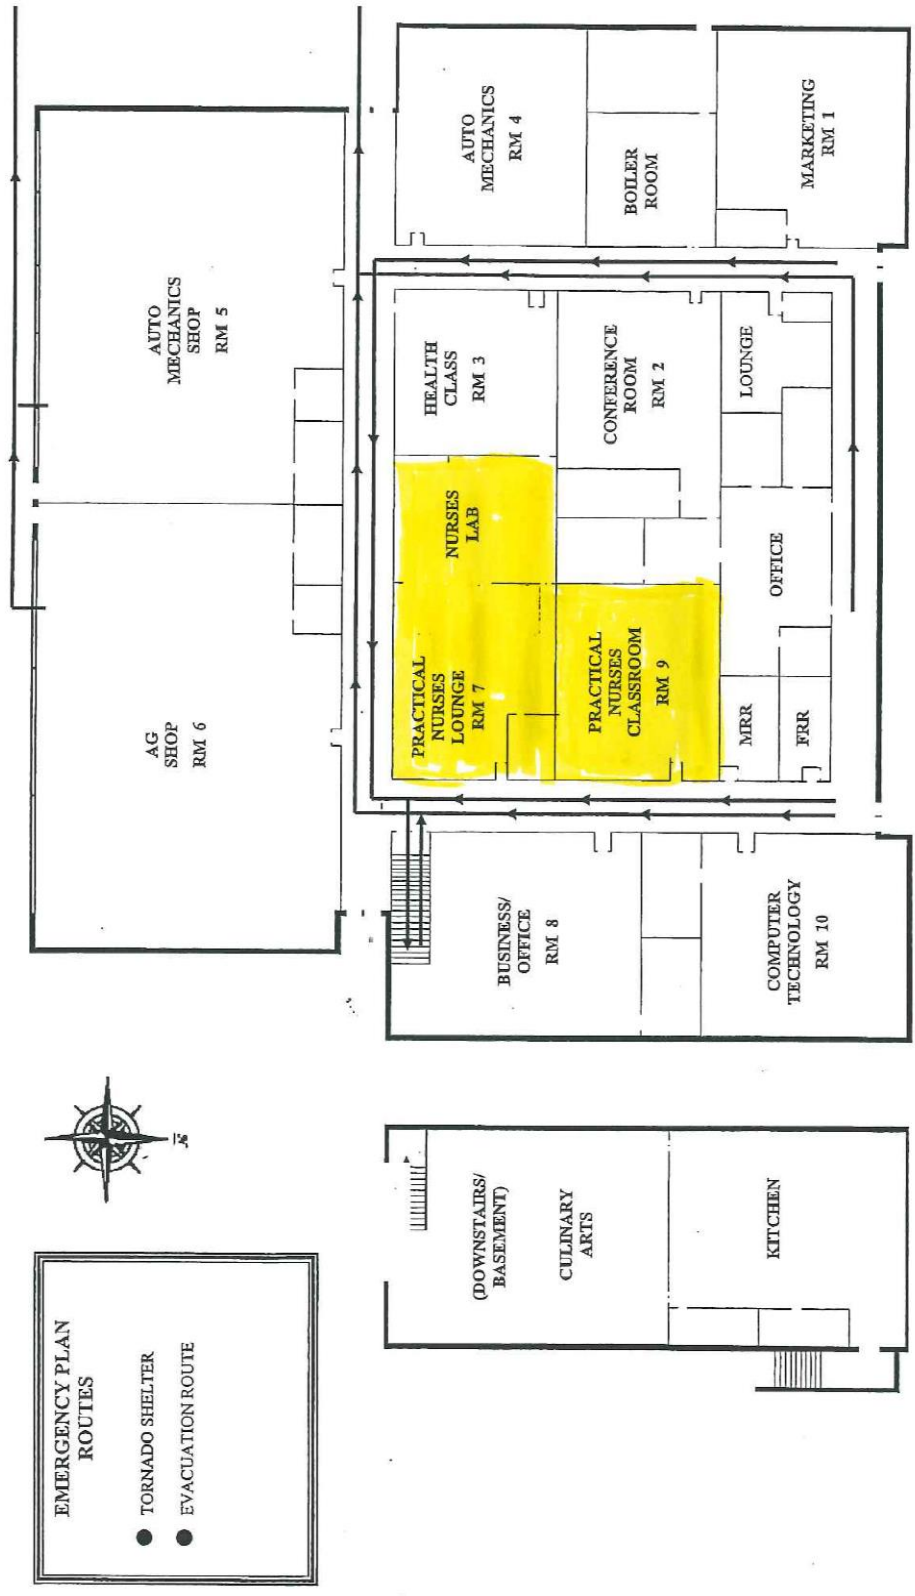 EMERGENCY PLAN
ROUTES
TORNADO SHELTER
EVACUATION ROUTE
N
AG
SHOP
RM 6
AUTO
MECHANICS
SHOP
RM 5
(DOWNSTAIRS/
BASEMENT)
CULINARY
ARTS
KITCHEN
BUSINESS/
OFFICE
RM 8
COMPUTER
TECHNOLOGY
RM 10
PRACTICAL
NURSES
LOUNGE
RM 7
NURSES
LAB
HEALTH
CLASS
RM 3
PRACTICAL
NURSES
CLASSROOM
RM 9
CONFERENCE
ROOM
RM 2
MRR
FRR
OFFICE
LOUNGE
AUTO
MECHANICS
RM 4
BOILER
ROOM
MARKETING
RM 1